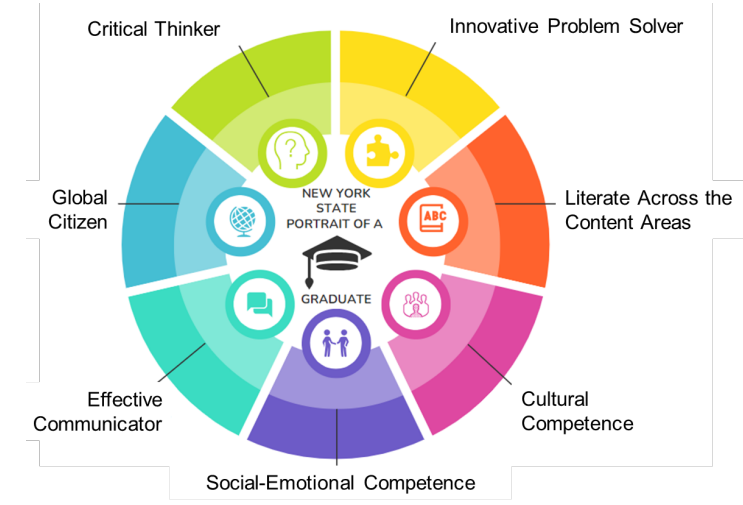 Critical Thinker
Innovative Problem Solver
?
NEW YORK
STATE
PORTRAIT OF A
GRADUATE
ABC
Global
Citizen
Literate Across the
Content Areas
Effective
Communicator
Cultural
Competence
Social-Emotional Competence